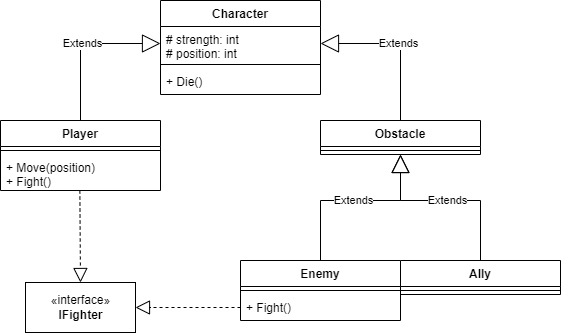 Character
# strength: int
# position: int
+ Die()
Extends
Extends
Player
+ Move(position)
+ Fight()
Obstacle
Extends
Extends
Enemy
+ Fight()
Ally
«interface»
IFighter